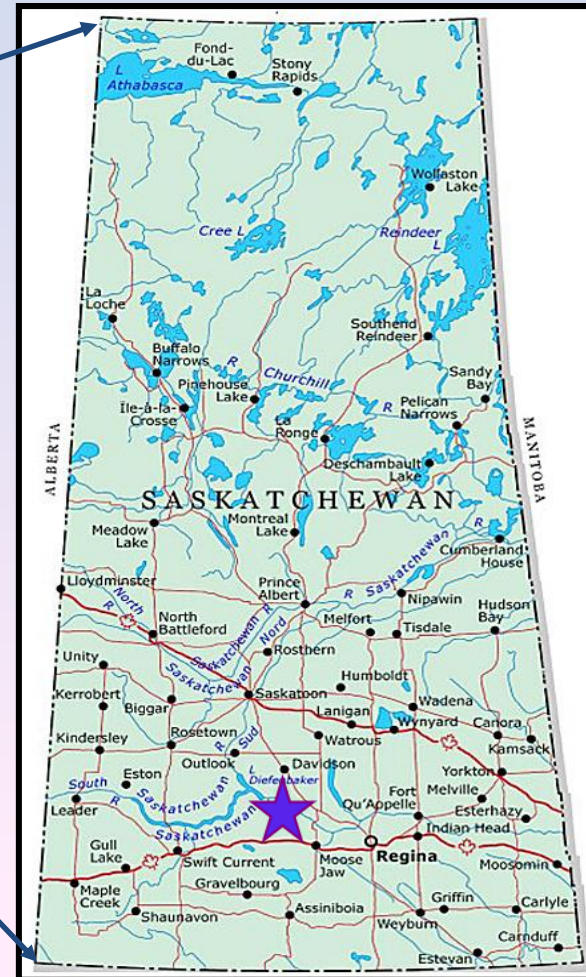 Fond-
du-Lac
Stony
Rapids
L
Athabasca
Wollaston
Lake
Cree L
Reindeer
L
La
Loche
Southend
Reindeer
Buffalo
Narrows
R
Churchill
R
Pinehouse
Lake
Sandy
Bay
Île-à-la-
Crosse
Pelican
Narrows
La
Ronge
Deschambault
Lake
ALBERTA
MANITOBA
SASKATCHEWAN
Meadow
Lake
Montreal
Lake
R
Saskatchewan
R
Cumberland
House
Lloydminster
Prince
Albert
Nipawin
North
R
Saskatchewan R
Nord
North
Battleford
Melfort
Tisdale
Hudson
Bay
Unity
Saskatchewan
Rosthern
Kerrobert
Biggar
Saskatoon
Humboldt
Wadena
Lanigan
Wynyard
Canora
Kamsack
Kindersley
Rosetown
R
Sud
Outlook
Watrous
L
Diefenbaker
Davidson
Yorkton
South
R
Saskatchewan
Eston
Leader
Saskatchewan
Fort
Qu'Appelle
Melville
Esterhazy
Indian Head
Gull
Lake
Swift Current
Moose
Jaw
Regina
Moosomin
Maple
Creek
Gravelbourg
Shaunavon
Assiniboia
Weyburn
Griffin
Carlyle
Carnduff
Estevan